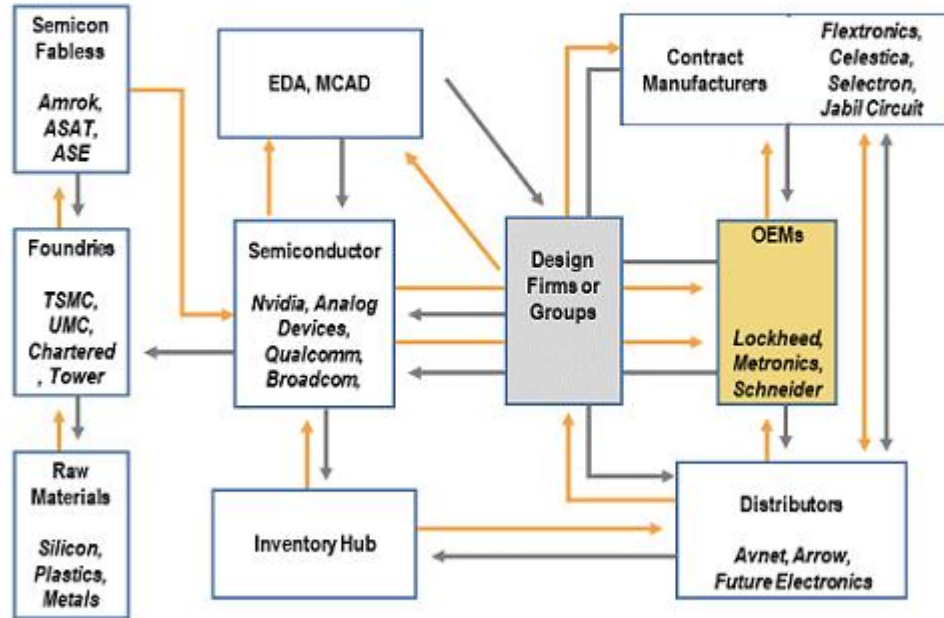 Semicon
Fabless
Amrok,
ASAT,
ASE
EDA, MCAD
Contract
Manufacturers
Flextronics,
Celestica,
Selectron,
Jabil Circuit
Foundries
TSMC,
UMC,
Chartered
, Tower
Semiconductor
Nvidia, Analog
Devices,
Qualcomm,
Broadcom,
Design
Firms or
Groups
OEMs
Lockheed,
Metronics,
Schneider
Raw
Materials
Silicon,
Plastics,
Metals
Inventory Hub
Distributors
Avnet, Arrow,
Future Electronics